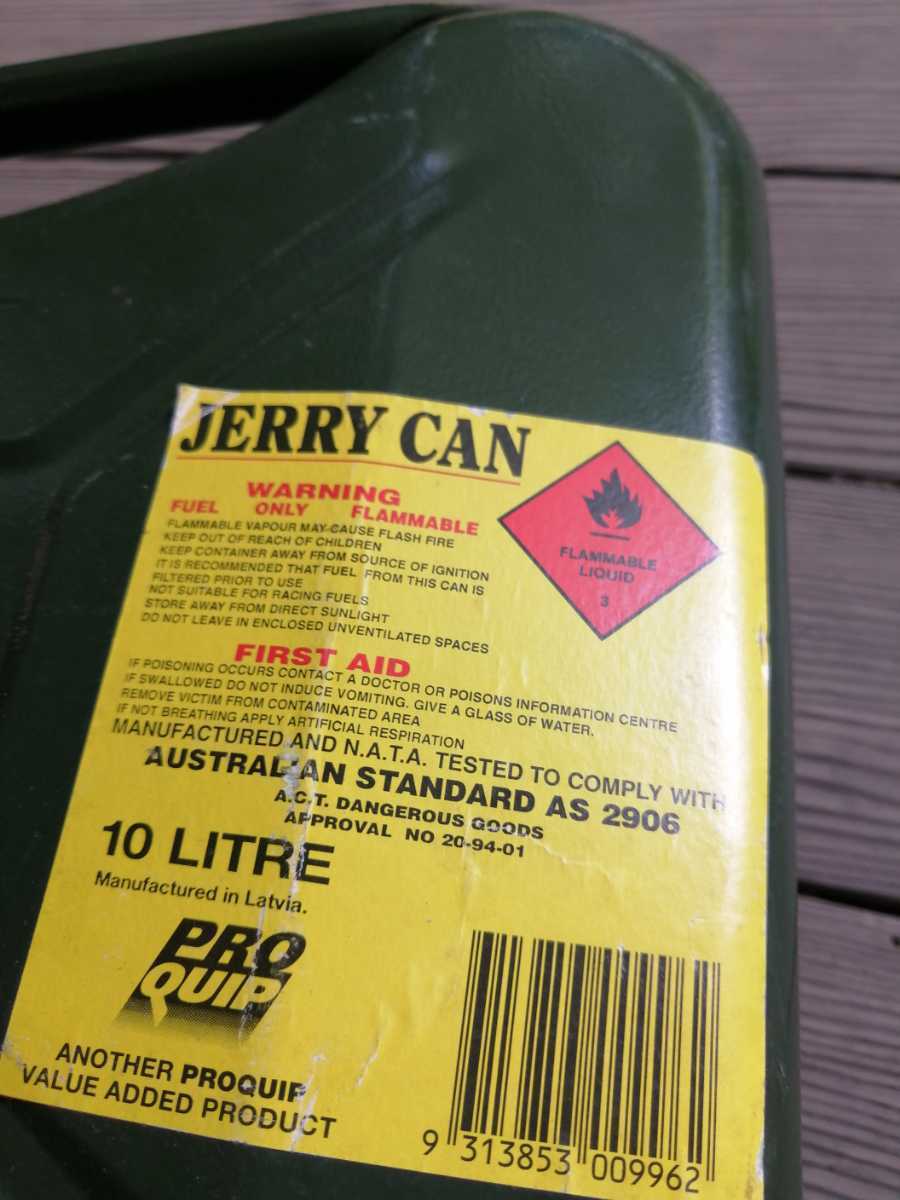 JERRY CAN
WARNING
FUEL ONLY FLAMMABLE
FLAMMABLE VAPOUR MAY CAUSE FLASH FIRE
KEEP OUT OF REACH OF CHILDREN
KEEP CONTAINER AWAY FROM SOURCE OF IGNITION
IT IS RECOMMENDED THAT FUEL FROM THIS CAN IS
FILTERED PRIOR TO USE
NOT SUITABLE FOR RACING FUELS
STORE AWAY FROM DIRECT SUNLIGHT
DO NOT LEAVE IN ENCLOSED UNVENTILATED SPACES
FLAMMABLE
LIQUID
3
FIRST AID
IF POISONING OCCURS CONTACT A DOCTOR OR POISONS INFORMATION CENTRE
IF SWALLOWED DO NOT INDUCE VOMITING. GIVE A GLASS OF WATER.
REMOVE VICTIM FROM CONTAMINATED AREA
IF NOT BREATHING APPLY ARTIFICIAL RESPIRATION
MANUFACTURED AND N.A.T.A. TESTED TO COMPLY WITH
AUSTRALIAN STANDARD AS 2906
A.C.T. DANGEROUS GOODS
APPROVAL NO 20-94-01
10 LITRE
Manufactured in Latvia.
PRO
QUIP
ANOTHER PROQUIP
VALUE ADDED PRODUCT
9 313853 009962